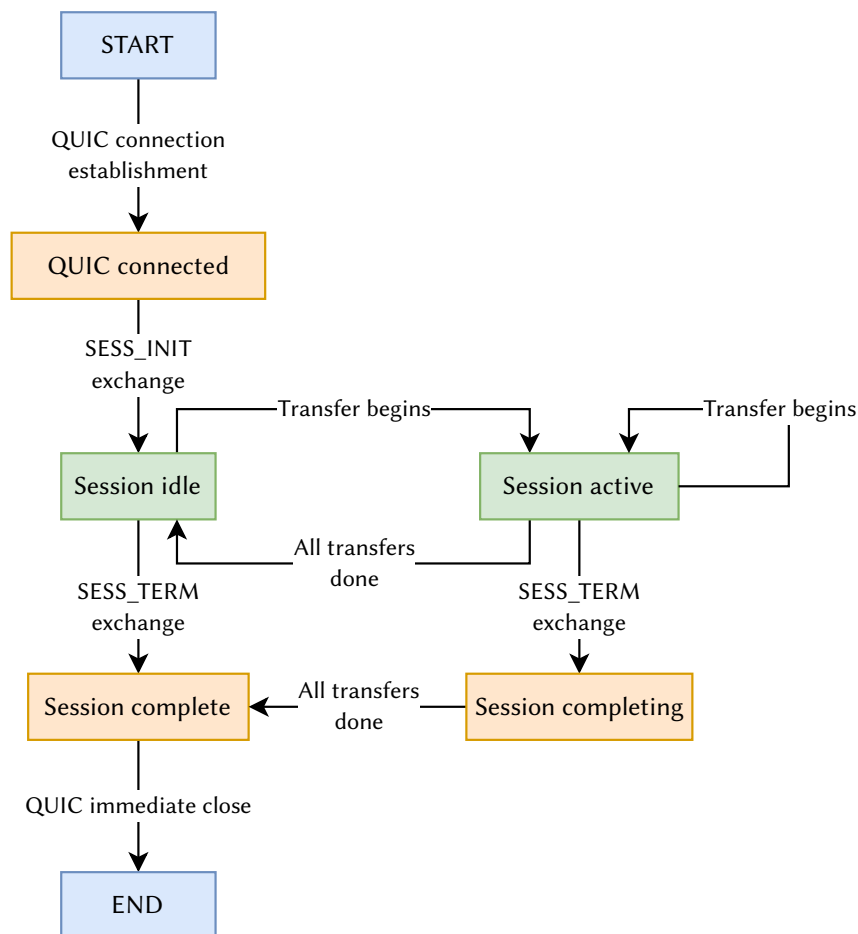 START
QUIC connection
establishment
QUIC connected
SESS_INIT
exchange
Transfer begins
Transfer begins
Session idle
Session active
All transfers
done
SESS_TERM
exchange
SESS_TERM
exchange
Session complete
All transfers
done
Session completing
QUIC immediate close
END